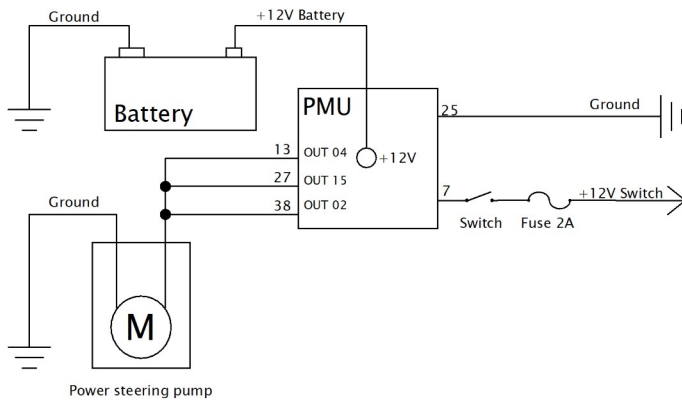 Ground
+12V Battery
Battery
PMU
25
Ground
13
OUT 04
+12V
27
OUT 15
38
OUT 02
7
+12V Switch
Switch
Fuse 2A
Ground
M
Power steering pump